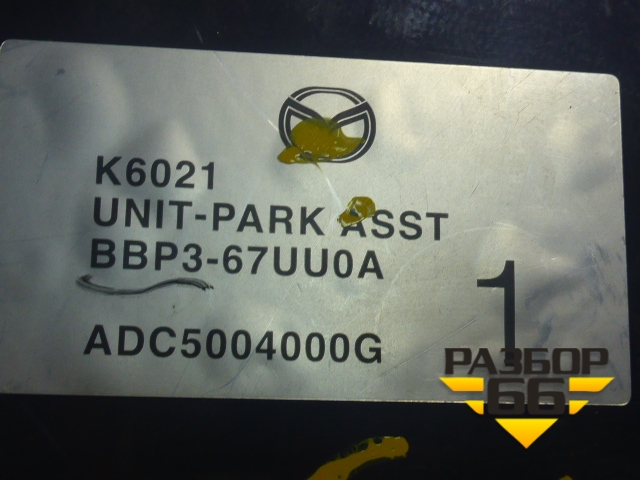 K6021
UNIT-PARK ASST
BBP3-67UU0A
1
ADC5004000G
РАЗБОР
66